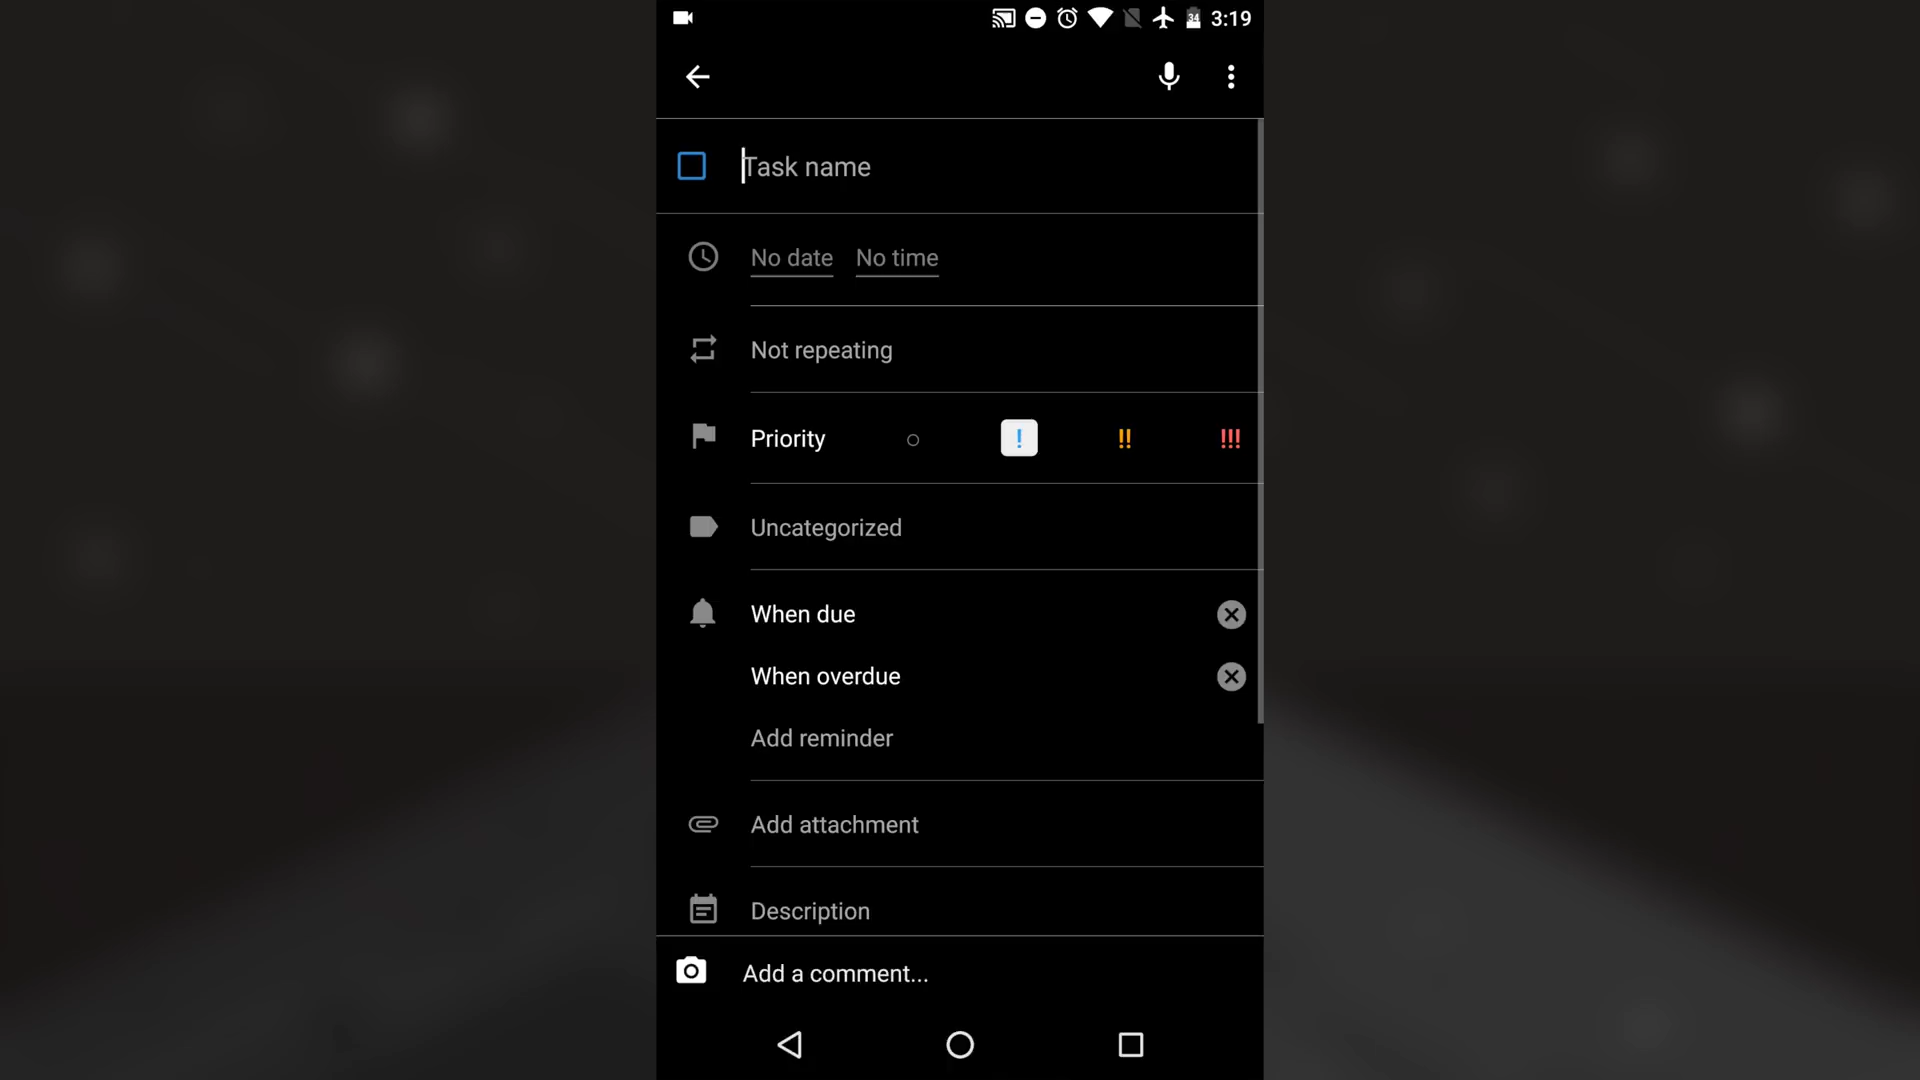 34 3:19
Task name
No date No time
Not repeating
Priority ! !! !!!
Uncategorized
When due
When overdue
Add reminder
Add attachment
Description
Add a comment...